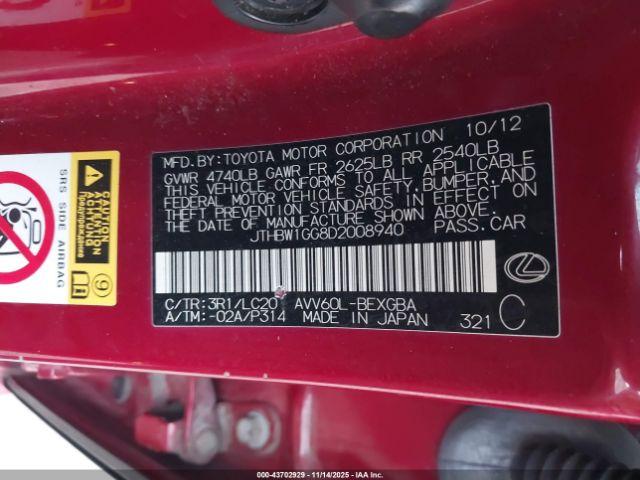 MFD. BY: TOYOTA MOTOR CORPORATION 10/12
GVWR 4740LB GAWR FR 2625LB RR 2540LB
THIS VEHICLE CONFORMS TO ALL APPLICABLE
FEDERAL MOTOR VEHICLE SAFETY, BUMPER, AND
THEFT PREVENTION STANDARDS IN EFFECT ON
THE DATE OF MANUFACTURE SHOWN ABOVE.
JTHBW1GG8D2008940 PASS. CAR
C/TR: 3R1/LC20 AVV60L-BEXGBA
A/TM: -02A/P314 MADE IN JAPAN 321 C
SRS SIDE AIRBAG
9
000-43702929 - 11/14/2025 - IAA Inc.